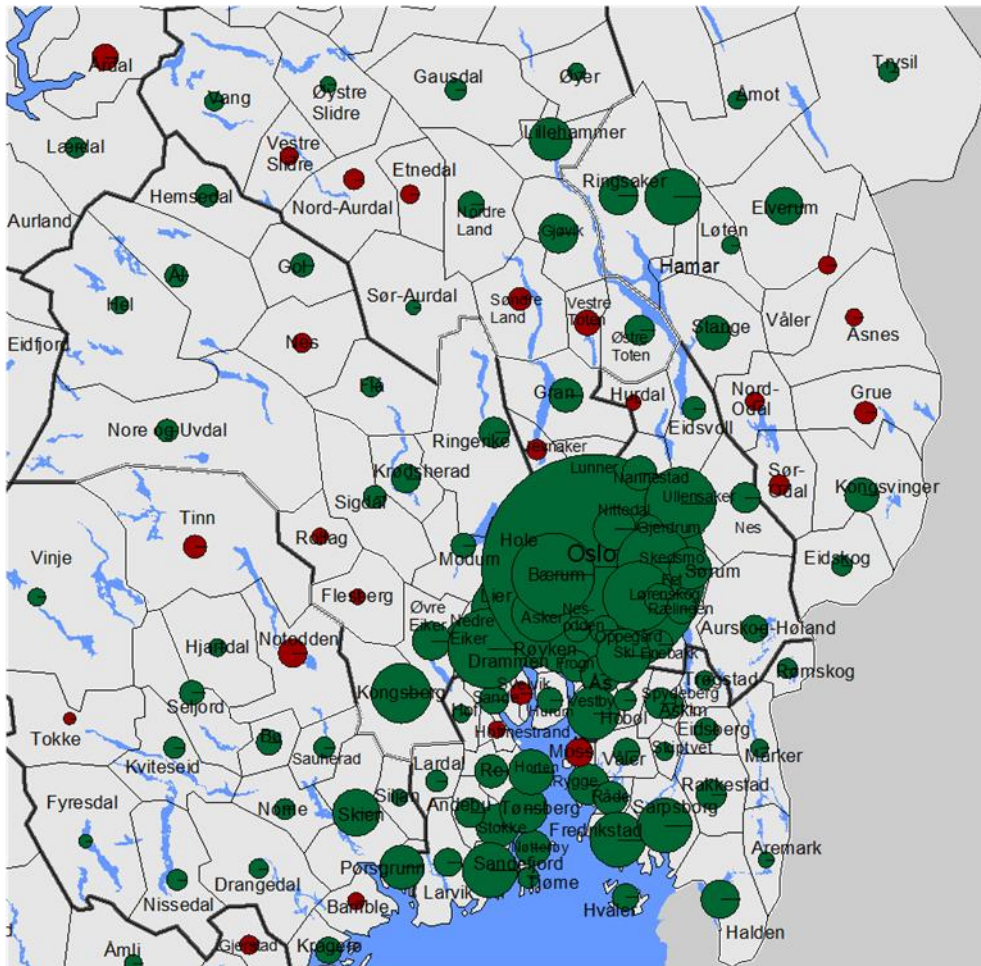 Årdal
Trysil
Gausdal
Øyer
Vang
Øystre
Slidre
Åmot
Lillehammer
Lærdal
Vestre
Slidre
Etnedal
Hemsedal
Ringsaker
Nord-Aurdal
Nordre
Land
Elverum
Aurland
Gjøvik
Løten
Ål
Gol
Hamar
Hol
Sør-Aurdal
Søndre
Land
Vestre
Toten
Våler
Åsnes
Eidfjord
Nes
Østre
Toten
Stange
Flå
Gran
Hurdal
Nord-
Odal
Grue
Eidsvoll
Nore og Uvdal
Ringerike
Jevnaker
Krødsherad
Lunner
Nannestad
Sør-
Odal
Kongsvinger
Sigdal
Ullensaker
Tinn
Nittedal
Gjerdrum
Nes
Rollag
Hole
Oslo
Modum
Skedsmo
Vinje
Bærum
Sørum
Eidskog
Fet
Flesberg
Lier
Lørenskog
Rælingen
Øvre
Eiker
Nedre
Eiker
Asker
Nes-
odden
Aurskog-Høland
Hjartdal
Notodden
Oppegård
Røyken
Ski
Enebakk
Drammen
Frogn
Rømskog
Kongsberg
Svelvik
Ås
Trøgstad
Seljord
Sande
Hurum
Vestby
Spydeberg
Hof
Hobøl
Askim
Tokke
Holmestrand
Eidsberg
Bø
Sauherad
Moss
Våler
Skiptvet
Marker
Kviteseid
Lardal
Re
Horten
Rygge
Fyresdal
Nome
Siljan
Andebu
Råde
Rakkestad
Skien
Tønsberg
Sarpsborg
Stokke
Fredrikstad
Nøtterøy
Aremark
Drangedal
Porsgrunn
Sandefjord
Nissedal
Larvik
Tjøme
Bamble
Hvaler
Halden
Åmli
Gjerstad
Kragerø